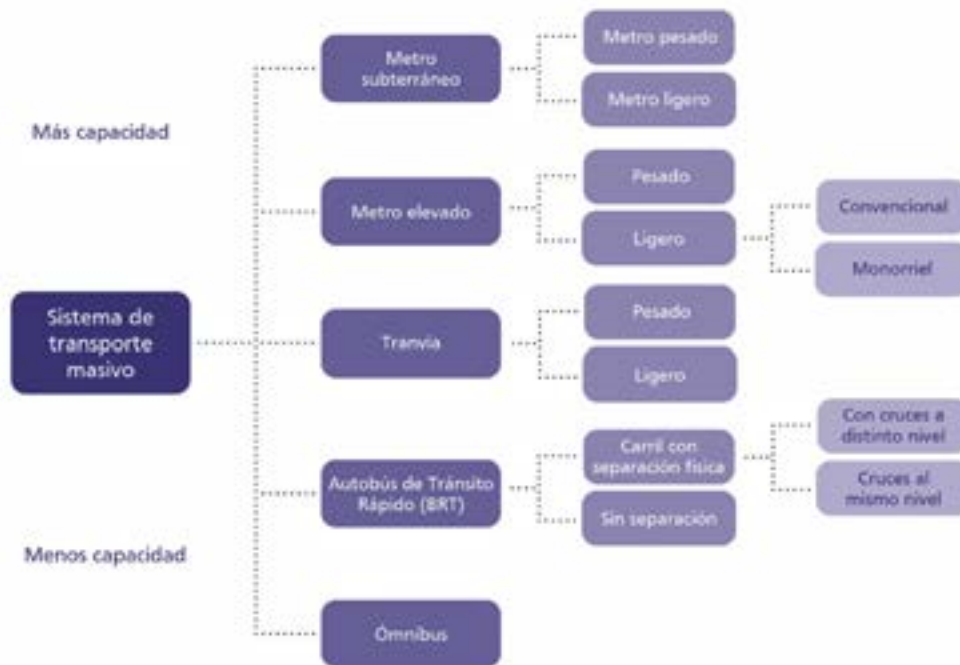 Más capacidad
Sistema de
transporte
masivo
Menos capacidad
Metro
subterráneo
Metro pesado
Metro ligero
Metro elevado
Pesado
Ligero
Convencional
Monorriel
Tranvía
Pesado
Ligero
Autobús de Tránsito
Rápido (BRT)
Carril con
separación física
Con cruces a
distinto nivel
Cruces al
mismo nivel
Sin separación
Ómnibus